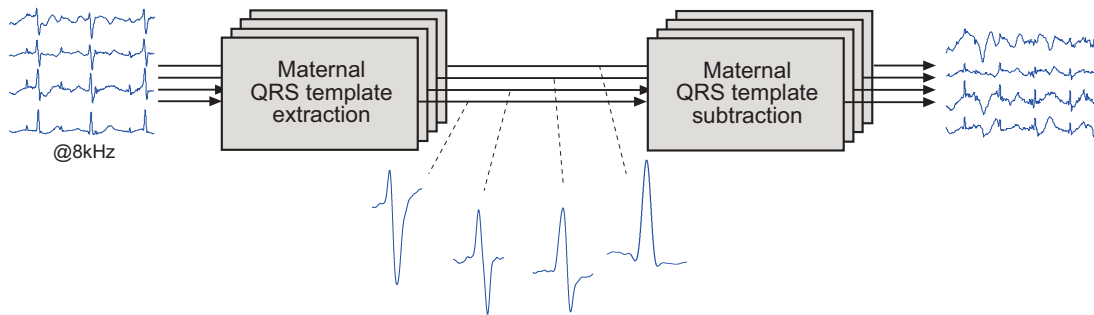 Maternal
QRS template
extraction
Maternal
QRS template
subtraction
@8kHz